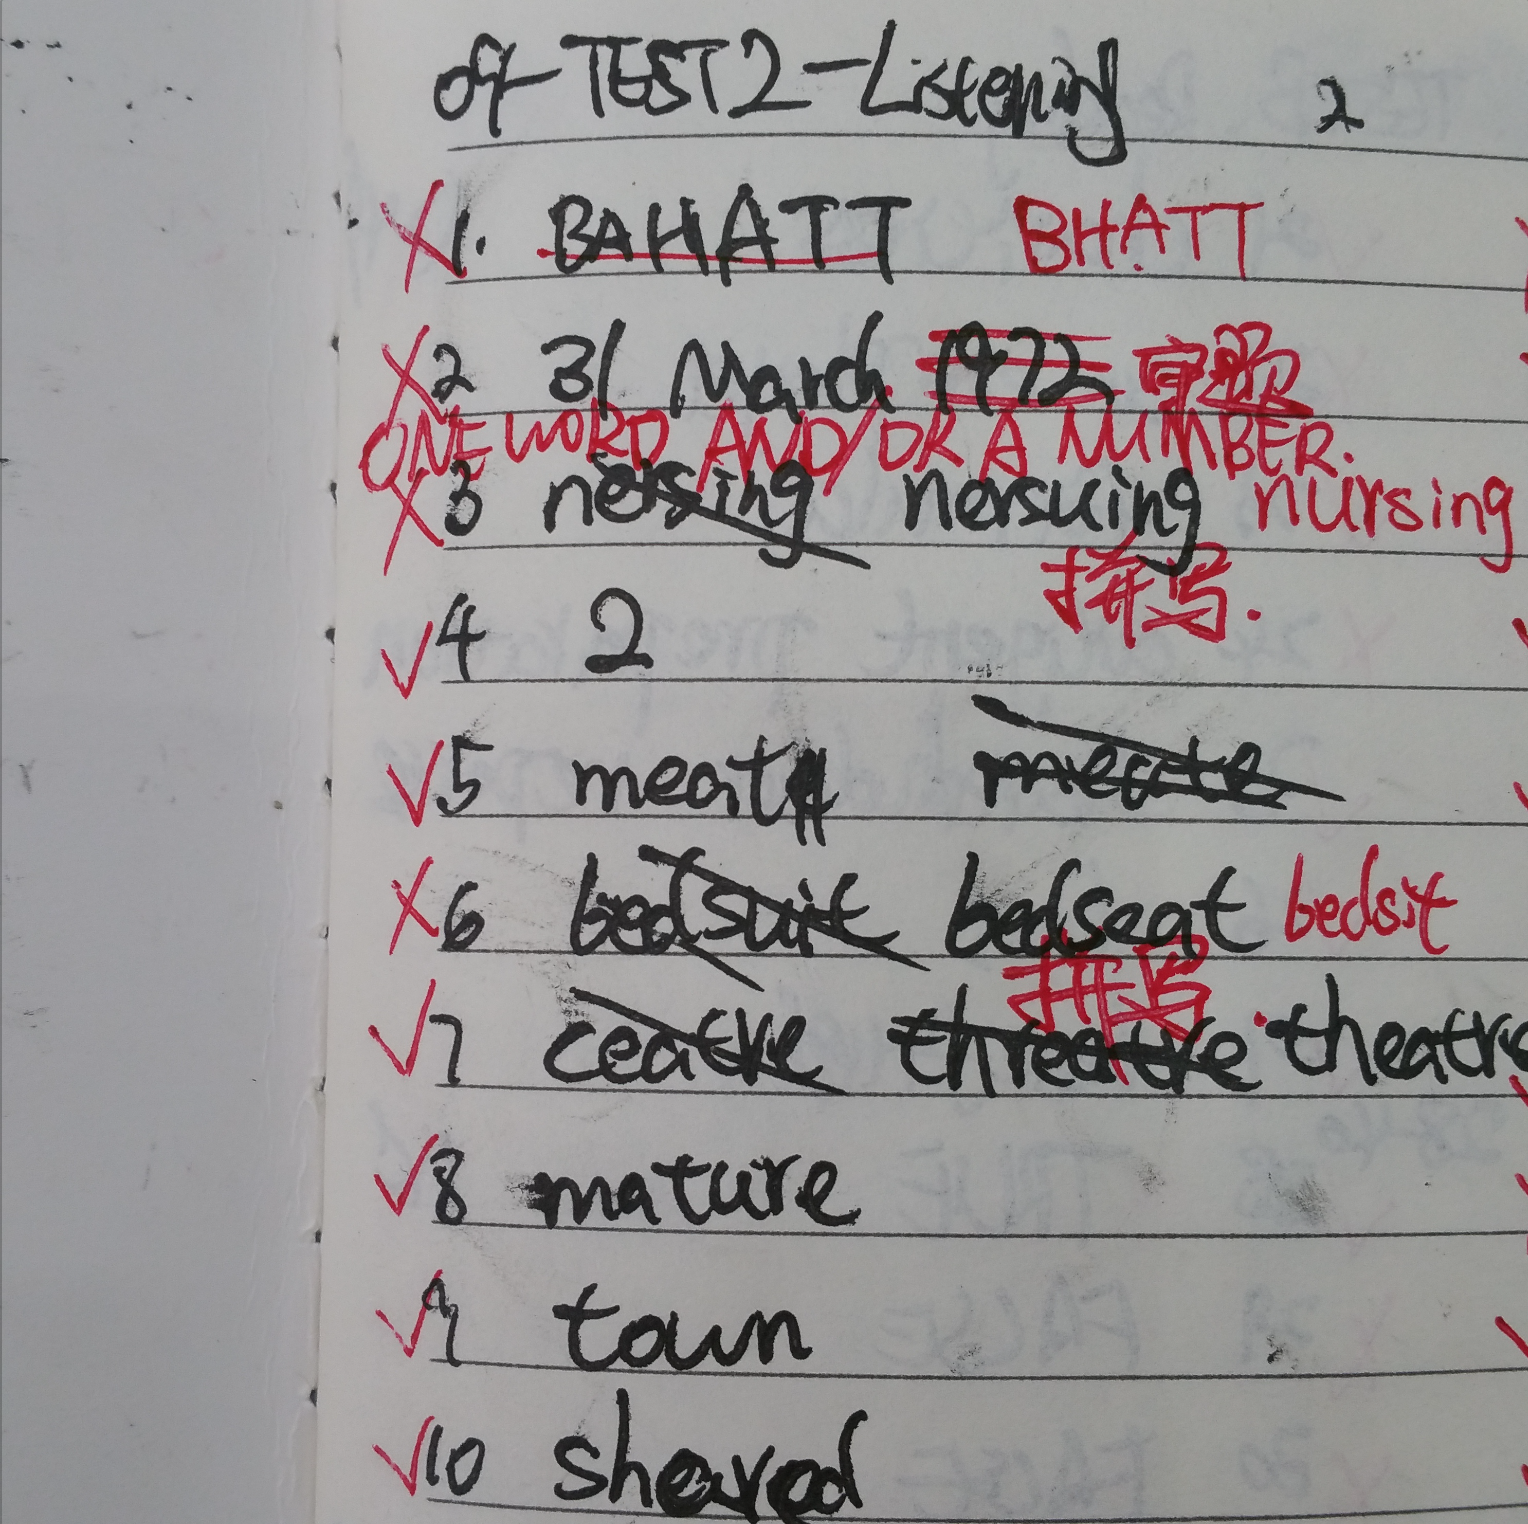 09-TEST2-Listening 2
1. BAHATT BHATT
2 31 March 1972 审题
ONE WORD AND/OR A NUMBER.
3 nersing nersuing nursing
拼写.
4 2
5 meat meate
6 bedsuit bedseat bedsit
拼写.
7 ceatre threatre theatre
8 mature
9 town
10 shared